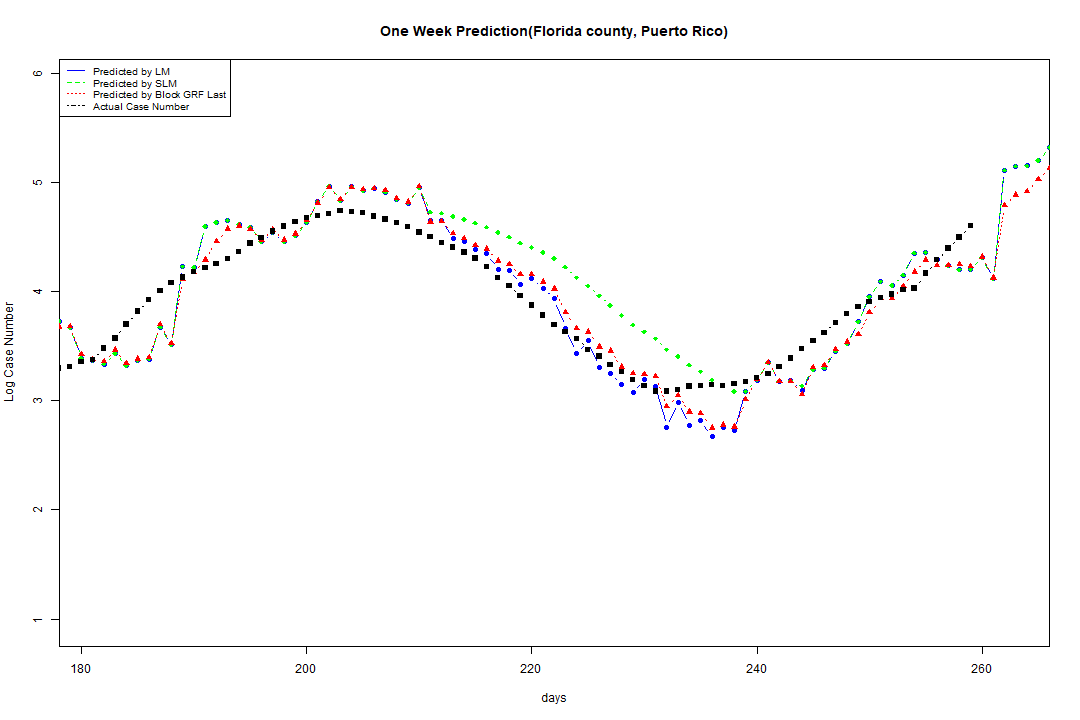 One Week Prediction(Florida county, Puerto Rico)
Predicted by LM
Predicted by SLM
Predicted by Block GRF Last
Actual Case Number
6
5
4
3
2
1
Log Case Number
180 200 220 240 260
days